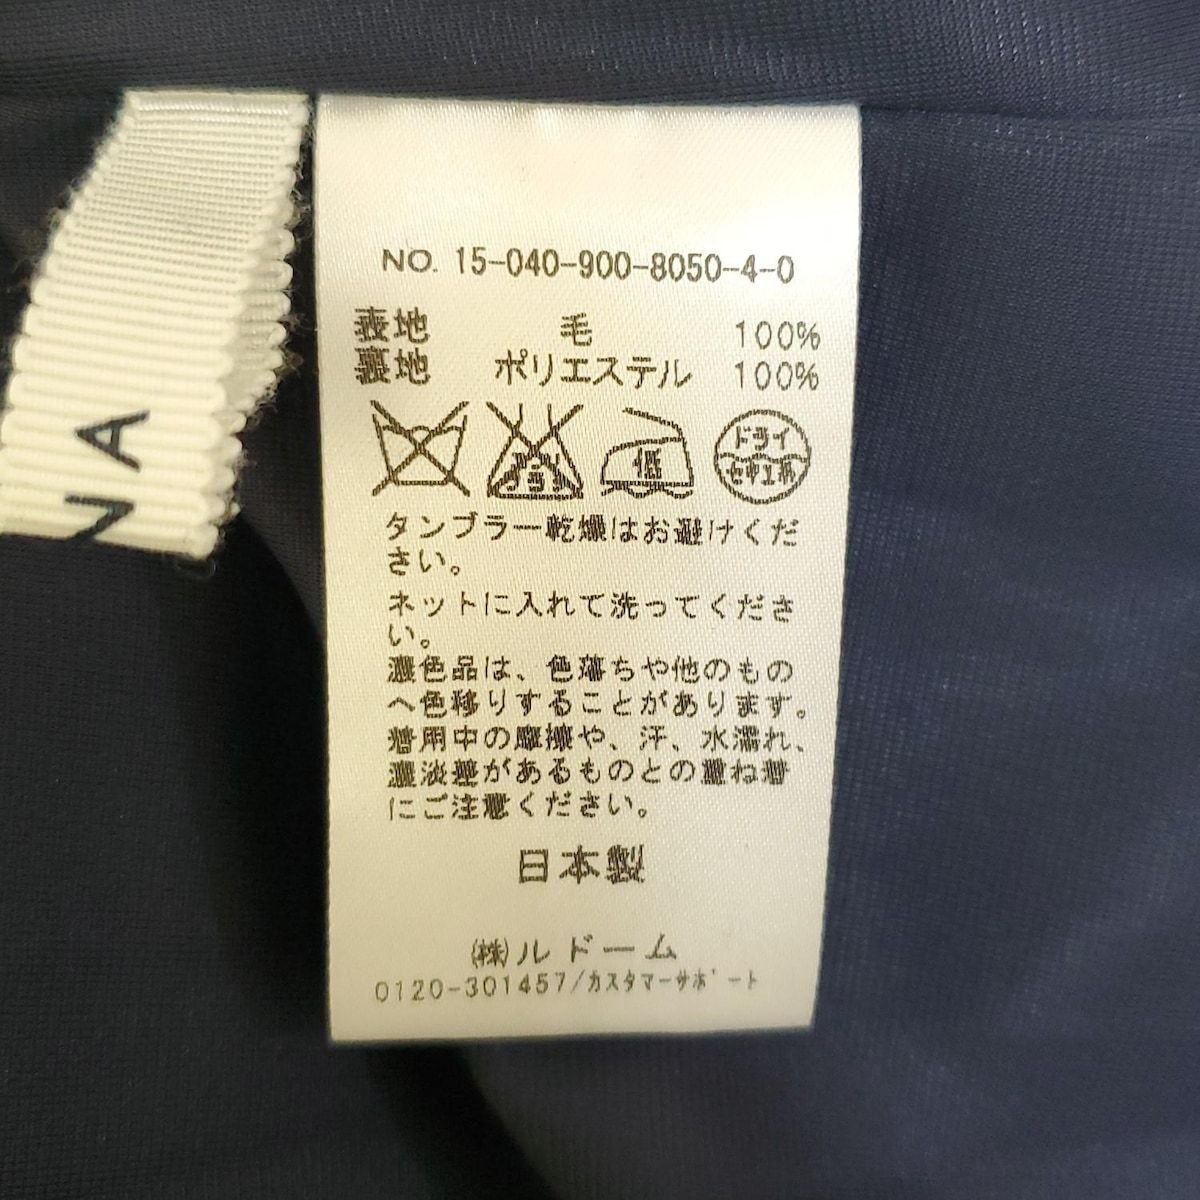 NA
NO. 15-040-900-8050-4-0
表地 毛 100%
裏地 ポリエステル 100%
エンソ
サラシ
低
ドライ
セキユ系
タンブラー乾燥はお避けくだ
さい。
ネットに入れて洗ってくださ
い。
濃色品は、色落ちや他のもの
へ色移りすることがあります。
着用中の摩擦や、汗、水濡れ、
濃淡差があるものとの重ね着
にご注意ください。
日本製
(株)ルドーム
0120-301457/カスタマーサポート